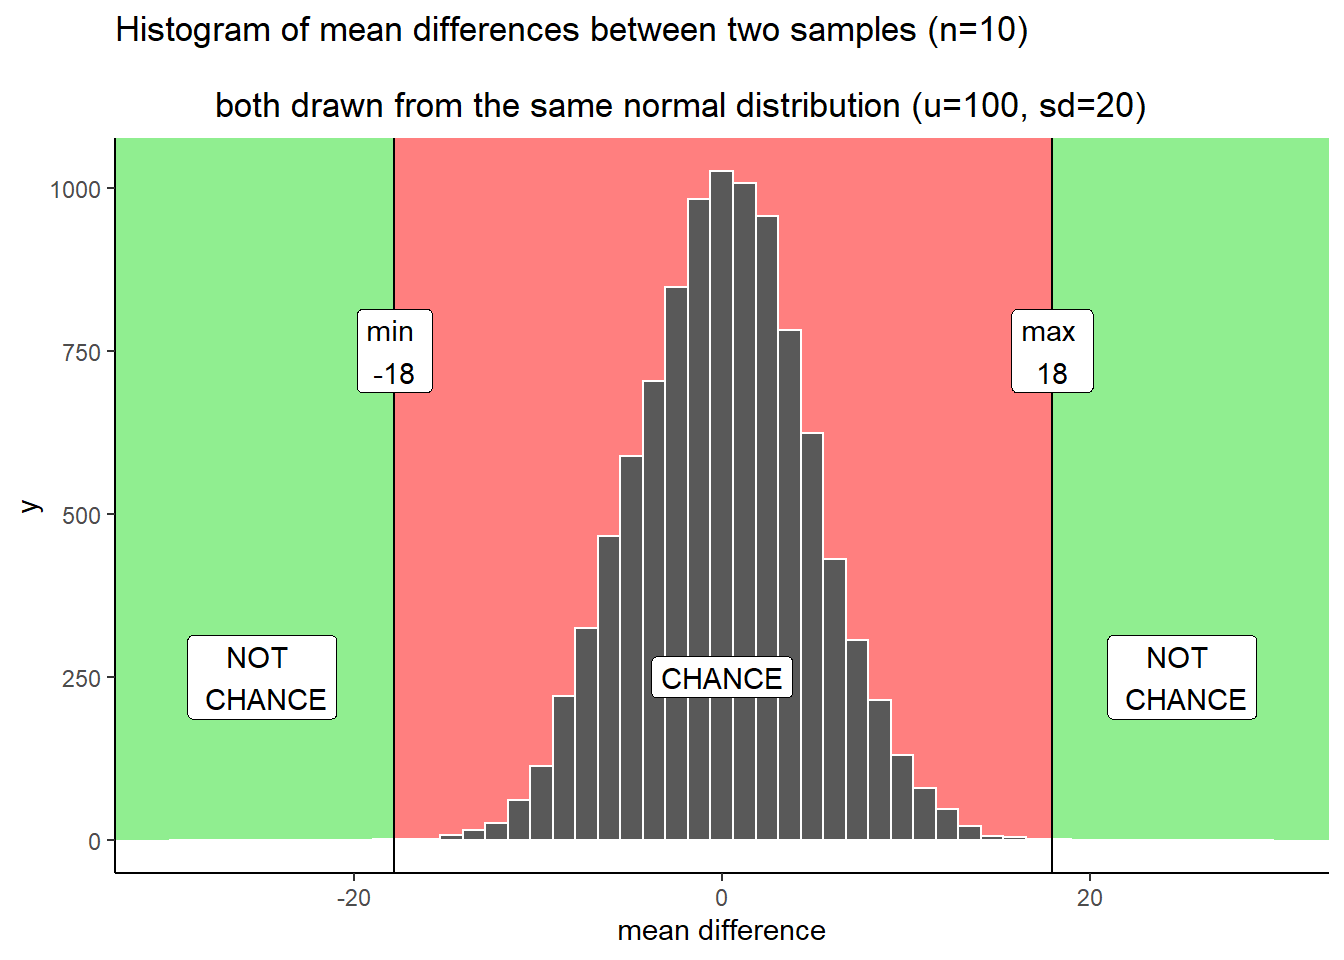 Histogram of mean differences between two samples (n=10)
both drawn from the same normal distribution (u=100, sd=20)
1000
750
500
250
0
y
min
-18
max
18
NOT
CHANCE
CHANCE
NOT
CHANCE
-20
0
20
mean difference